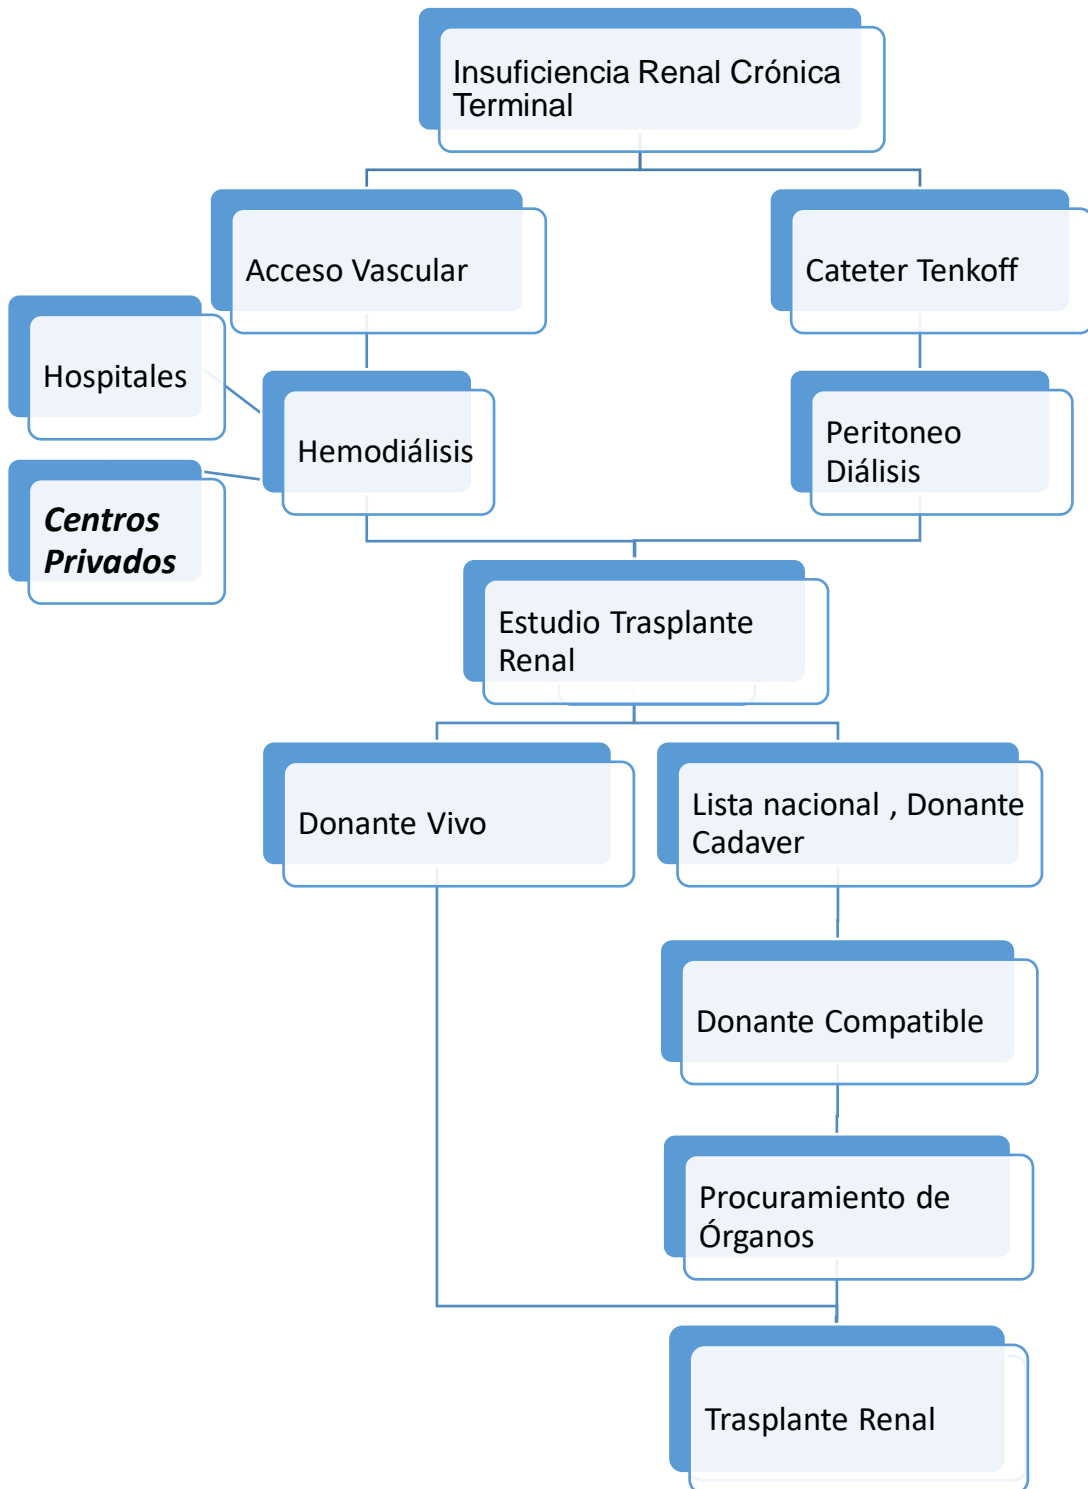 Insuficiencia Renal Crónica
Terminal
Acceso Vascular
Cateter Tenkoff
Hospitales
Hemodiálisis
Peritoneo
Diálisis
Centros
Privados
Estudio Trasplante
Renal
Donante Vivo
Lista nacional , Donante
Cadaver
Donante Compatible
Procuramiento de
Órganos
Trasplante Renal